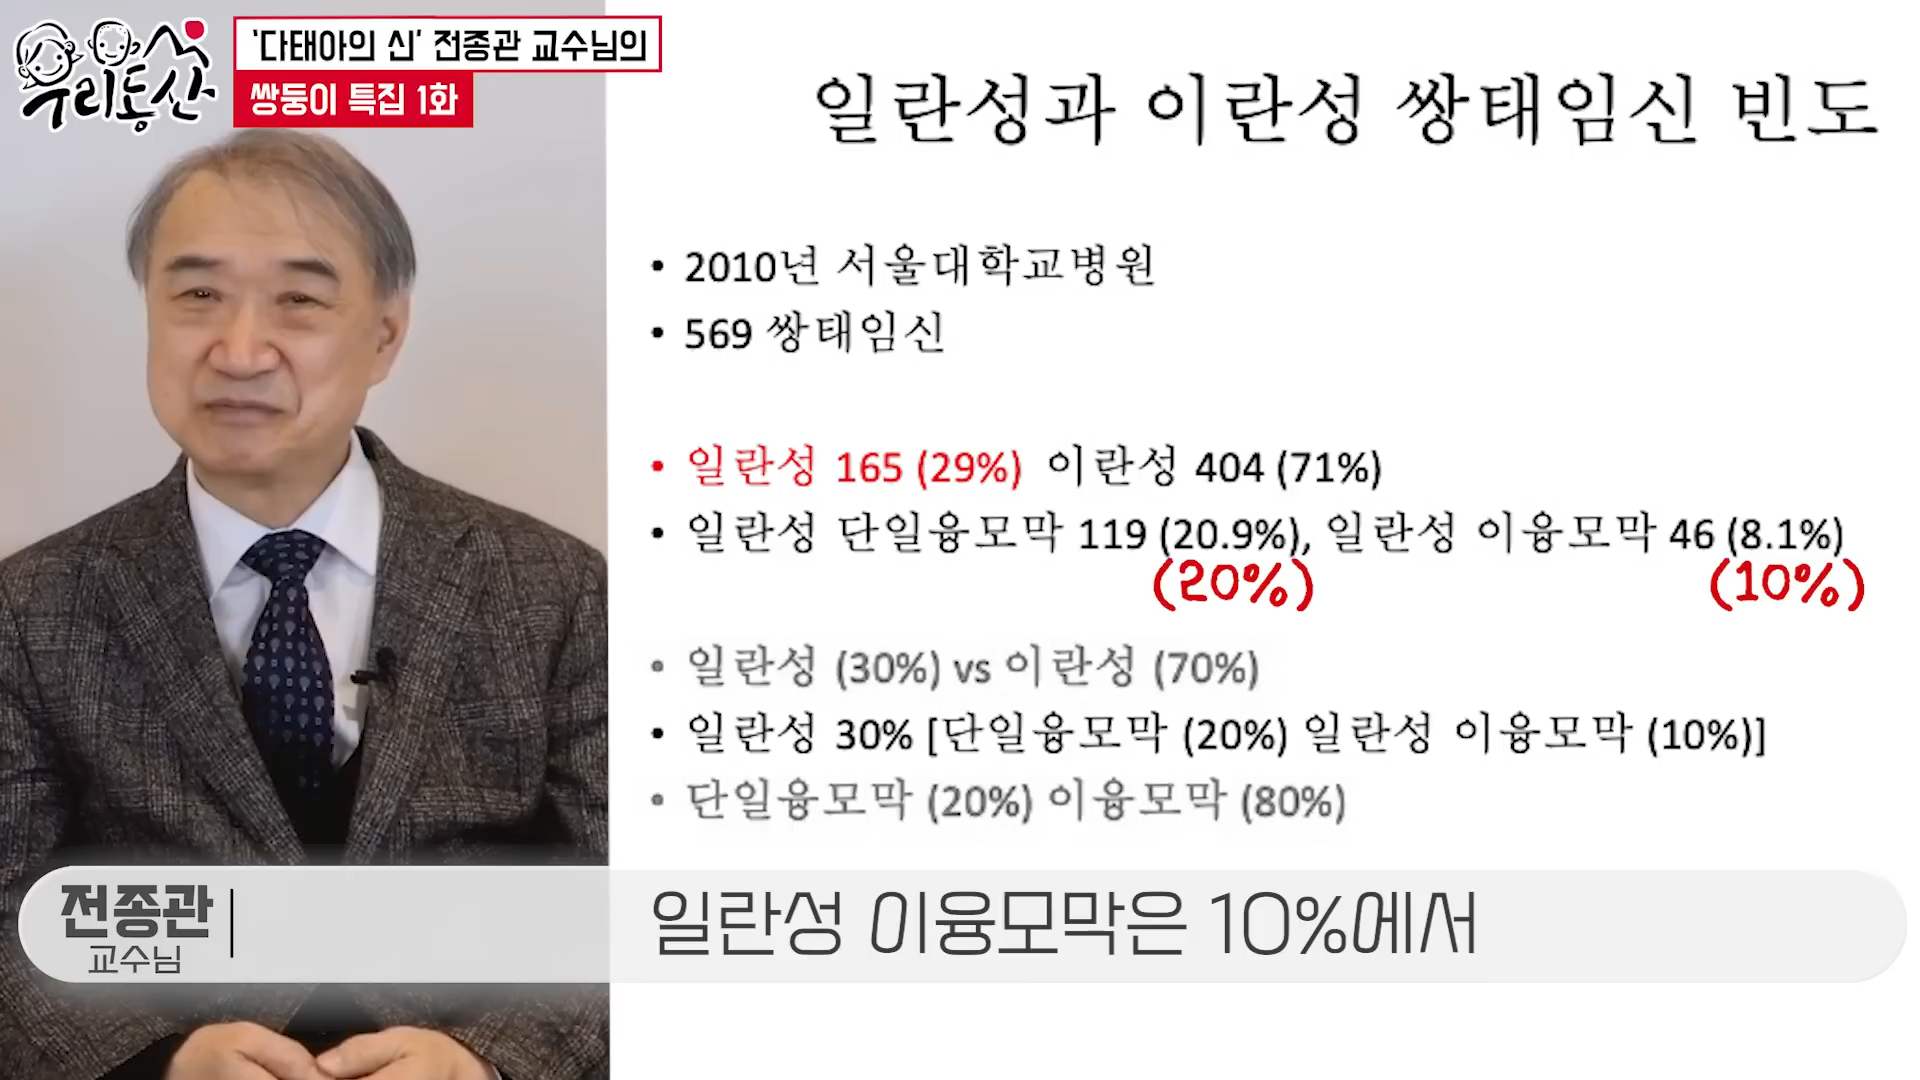 우리동산
'다태아의 신' 전종관 교수님의
쌍둥이 특집 1화
일란성과 이란성 쌍태임신 빈도
• 2010년 서울대학교병원
• 569 쌍태임신
• 일란성 165 (29%) 이란성 404 (71%)
• 일란성 단일융모막 119 (20.9%), 일란성 이융모막 46 (8.1%)
(20%) (10%)
• 일란성 (30%) vs 이란성 (70%)
• 일란성 30% [단일융모막 (20%) 일란성 이융모막 (10%)]
• 단일융모막 (20%) 이융모막 (80%)
전종관
교수님
일란성 이융모막은 10%에서